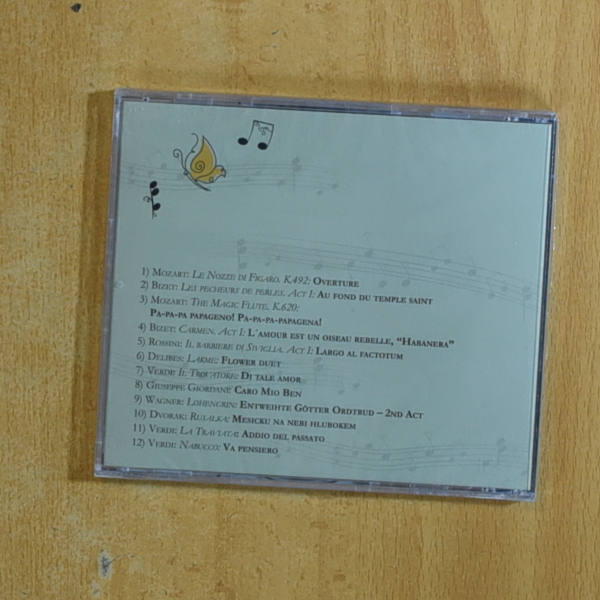 1) Mozart: Le Nozze di Figaro, K492: Overture
2) Bizet: Les pecheurs de perles, Act I: Au fond du temple saint
3) Mozart: The Magic Flute, K.620:
Pa-pa-pa papageno! Pa-pa-pa-papagena!
4) Bizet: Carmen, Act I: L'amour est un oiseau rebelle, "Habanera"
5) Rossini: Il barbiere di Siviglia, Act I: Largo al factotum
6) Delibes: Lakme: Flower duet
7) Verdi: Il Trovatore: Di tale amor
8) Giuseppe Giordani: Caro Mio Ben
9) Wagner: Lohengrin: Entweihte Götter Ordtrud – 2nd Act
10) Dvorak: Rusalka: Mesicku na nebi hlubokem
11) Verdi: La Traviata: Addio del passato
12) Verdi: Nabucco: Va pensiero